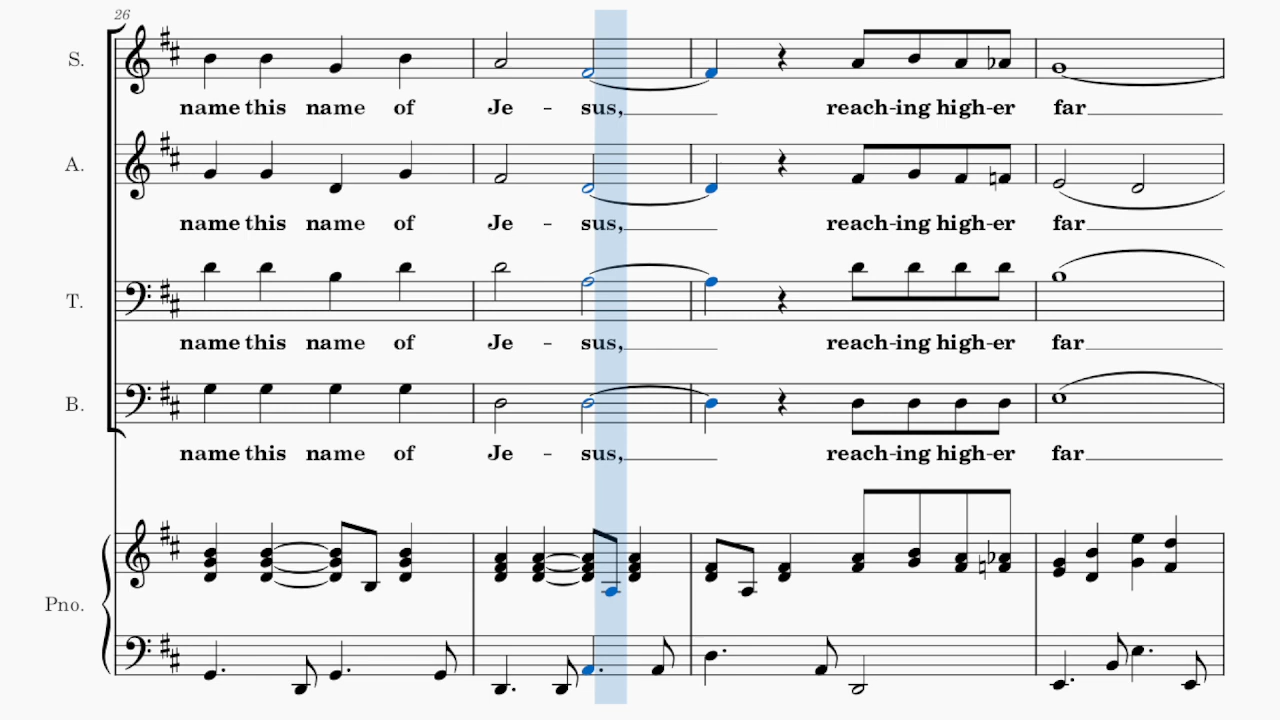 26
S.
name this name of Je - sus, reach-ing high-er far
A.
name this name of Je - sus, reach-ing high-er far
T.
name this name of Je - sus, reach-ing high-er far
B.
name this name of Je - sus, reach-ing high-er far
Pno.